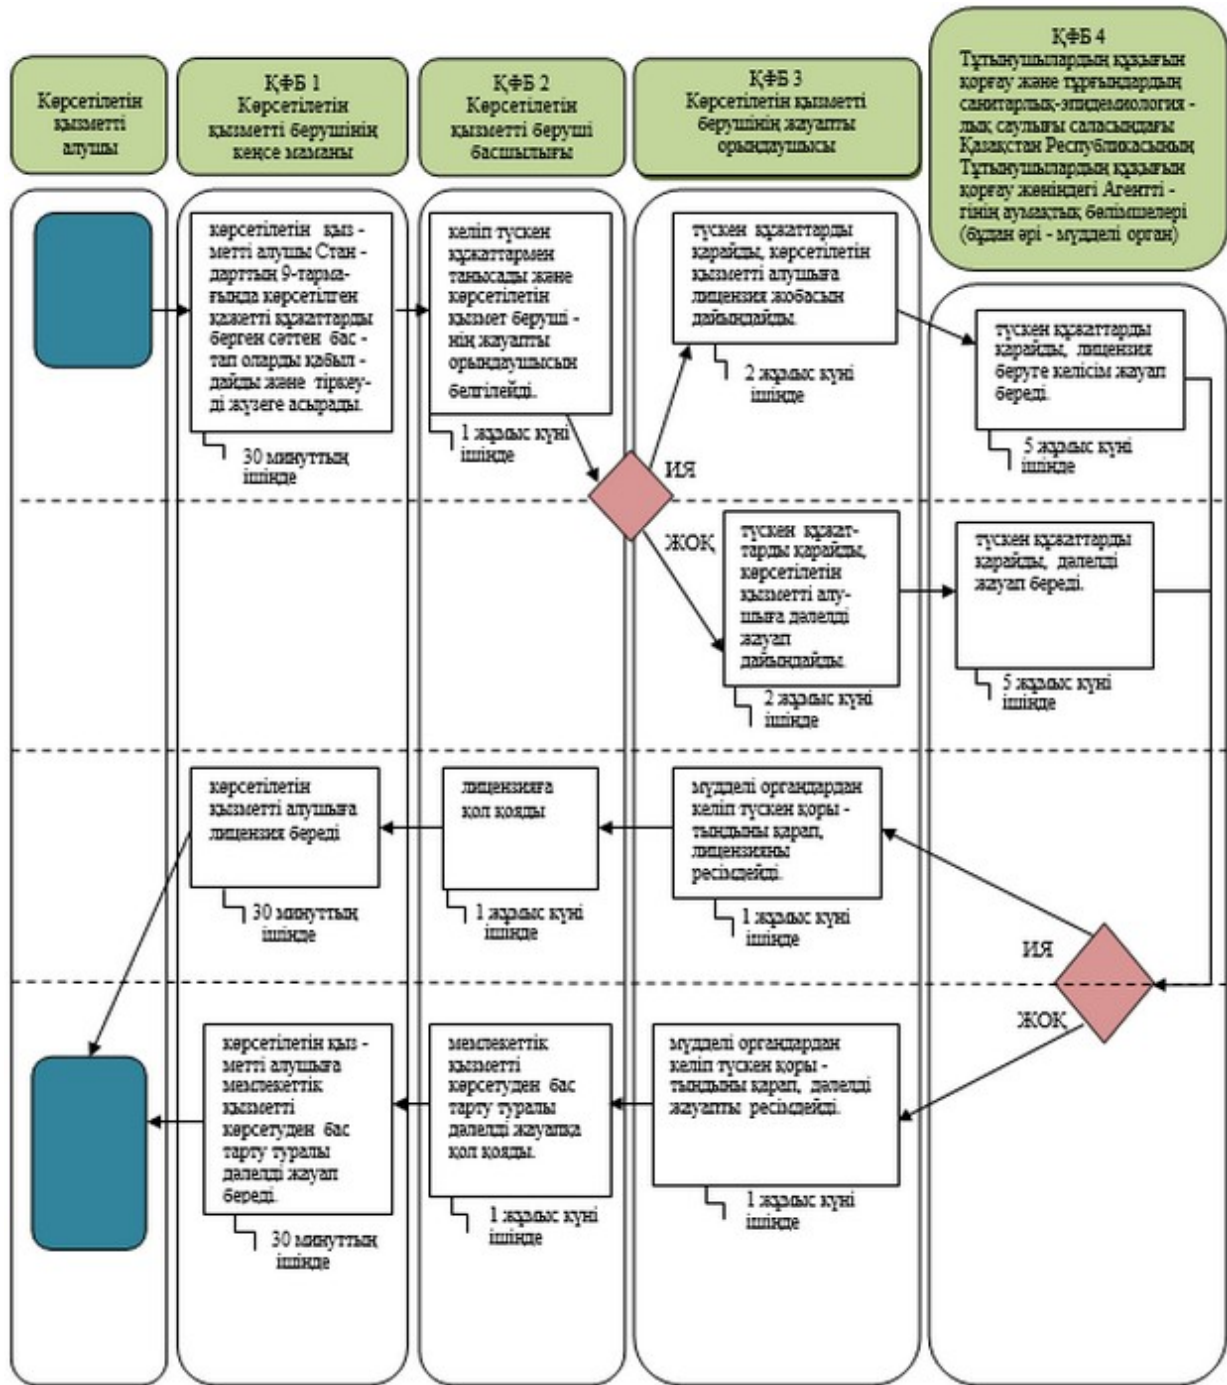 Көрсетілетін
қызметті
алушы
ҚФБ 1
Көрсетілетін
қызметті берушінің
кеңсе маманы
ҚФБ 2
Көрсетілетін
қызметті беруші
басшылығы
ҚФБ 3
Көрсетілетін қызметті
берушінің жауапты
орындаушысы
ҚФБ 4
Тұтынушылардың құқығын
қорғау және тұрғындардың
санитарлық-эпидемиология -
лық саулығы саласындағы
Қазақстан Республикасының
Тұтынушылардың құқығын
қорғау жөніндегі Агентті -
гінің аумақтық бөлімшелері
(бұдан әрі - мүдделі орган)
көрсетілетін қыз -
метті алушы Стан -
дарттың 9-тарма-
ғында көрсетілген
қажетті құжаттарды
берген сәттен бас -
тап оларды қабыл -
дайды және тіркеу-
ді жүзеге асырады.
30 минуттың
ішінде
келіп түскен
құжаттармен
танысады және
көрсетілетін
қызмет беруші -
нің жауапты
орындаушысын
белгілейді.
1 жұмыс күні
ішінде
түскен құжаттарды
қарайды, көрсетілетін
қызметті алушыға
лицензия жобасын
дайындайды.
2 жұмыс күні
ішінде
түскен құжаттарды
қарайды, лицензия
беруге келісім жауап
береді.
5 жұмыс күні
ішінде
ИЯ
ЖОҚ
түскен құжат-
тарды қарайды,
көрсетілетін
қызметті алу-
шыға дәлелді
жауап
дайындайды.
2 жұмыс күні
ішінде
түскен құжаттарды
қарайды, дәлелді
жауап береді.
5 жұмыс күні
ішінде
көрсетілетін
қызметті алушыға
лицензия береді
30 минуттың
ішінде
лицензияға
қол қояды
1 жұмыс күні
ішінде
мүдделі органдардан
келіп түскен қоры -
тындыны қарап,
лицензияны
ресімдейді.
1 жұмыс күні
ішінде
ИЯ
ЖОҚ
көрсетілетін қыз -
метті алушыға
мемлекеттік
қызметті
көрсетуден бас
тарту туралы
дәлелді жауап
береді.
30 минуттың
ішінде
мемлекеттік
қызметті
көрсетуден бас
тарту туралы
дәлелді жауапқа
қол қояды.
1 жұмыс күні
ішінде
мүдделі органдардан
келіп түскен қоры -
тындыны қарап, дәлелді
жауапты ресімдейді.
1 жұмыс күні
ішінде